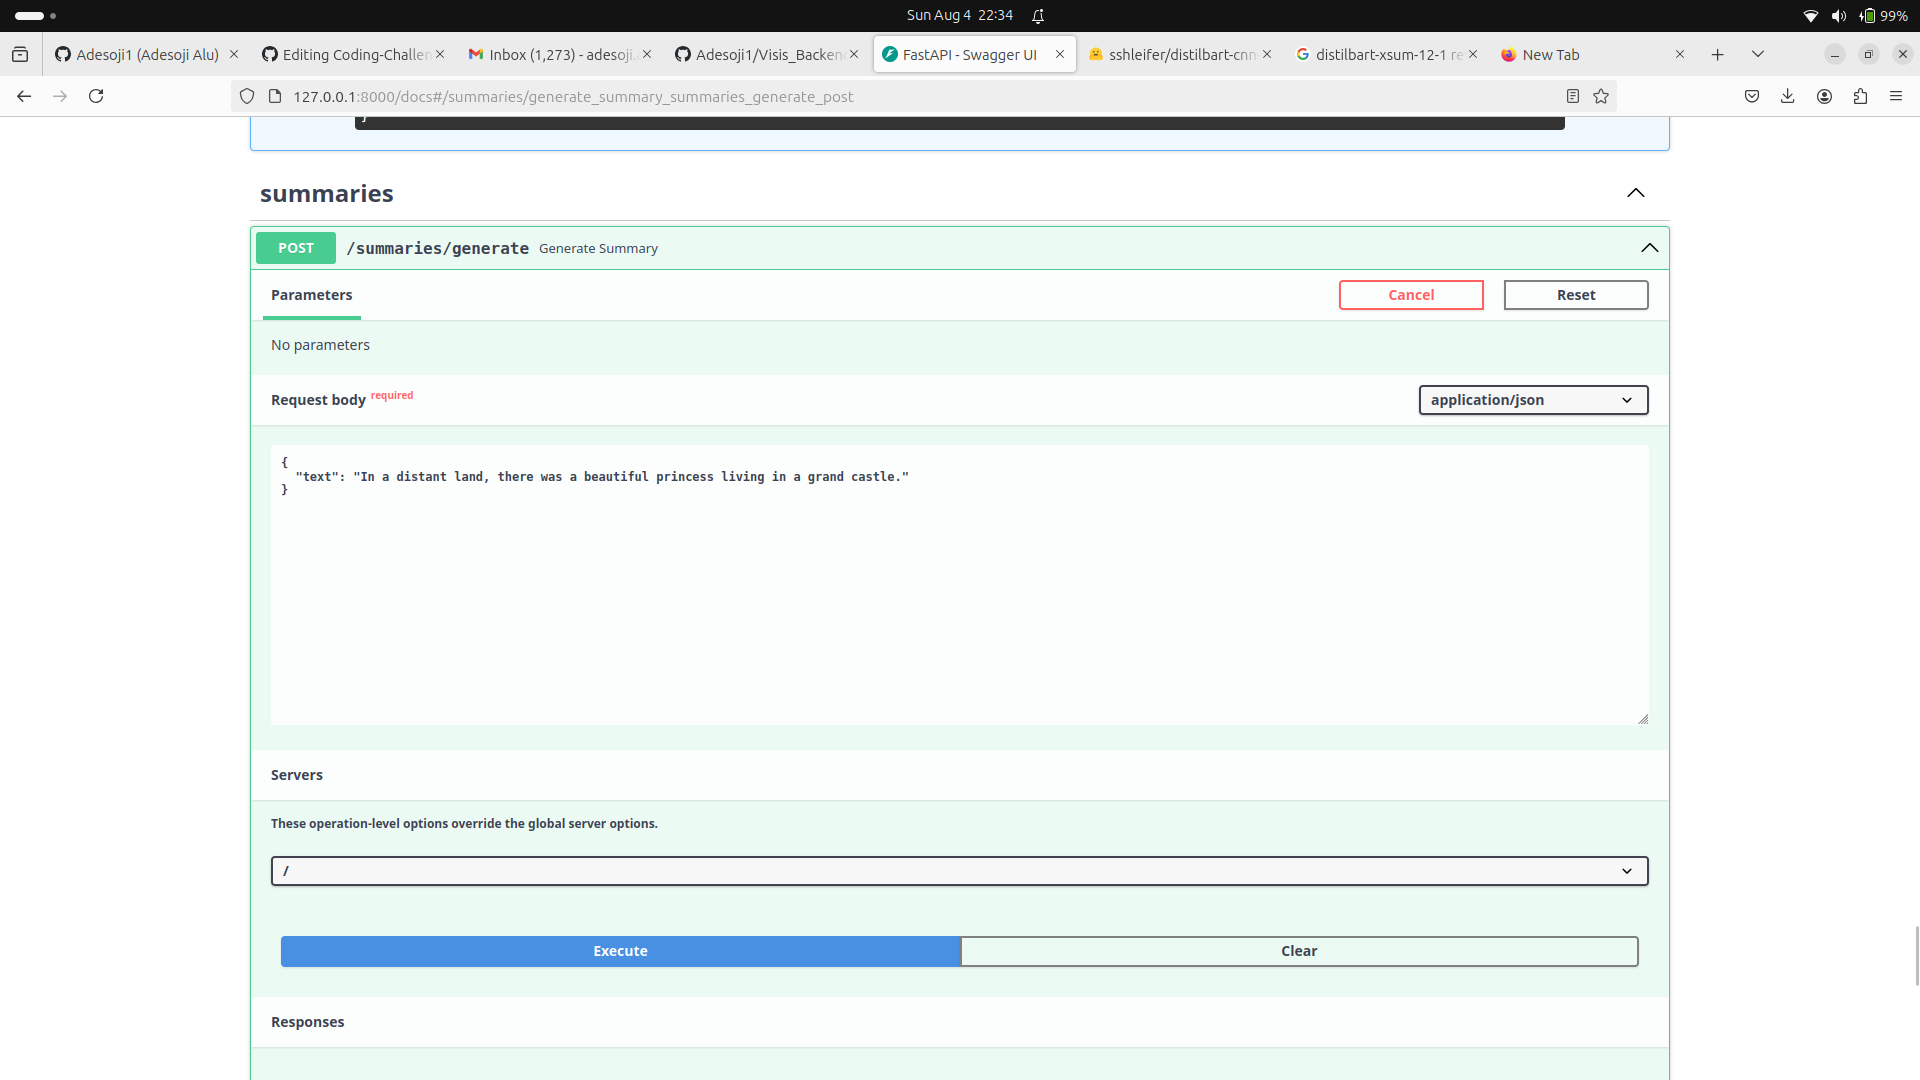 Sun Aug 4 22:34
99%
Adesoji1 (Adesoji Alu)
Editing Coding-Challen
Inbox (1,273) - adesoji.
Adesoji1/Visis_Backen
FastAPI - Swagger UI
sshleifer/distilbart-cnn
distilbart-xsum-12-1 re
New Tab
127.0.0.1:8000/docs#/summaries/generate_summary_summaries_generate_post
}
summaries
POST /summaries/generate Generate Summary
Parameters
Cancel
Reset
No parameters
Request body required
application/json
{
"text": "In a distant land, there was a beautiful princess living in a grand castle."
}
Servers
These operation-level options override the global server options.
/
Execute
Clear
Responses